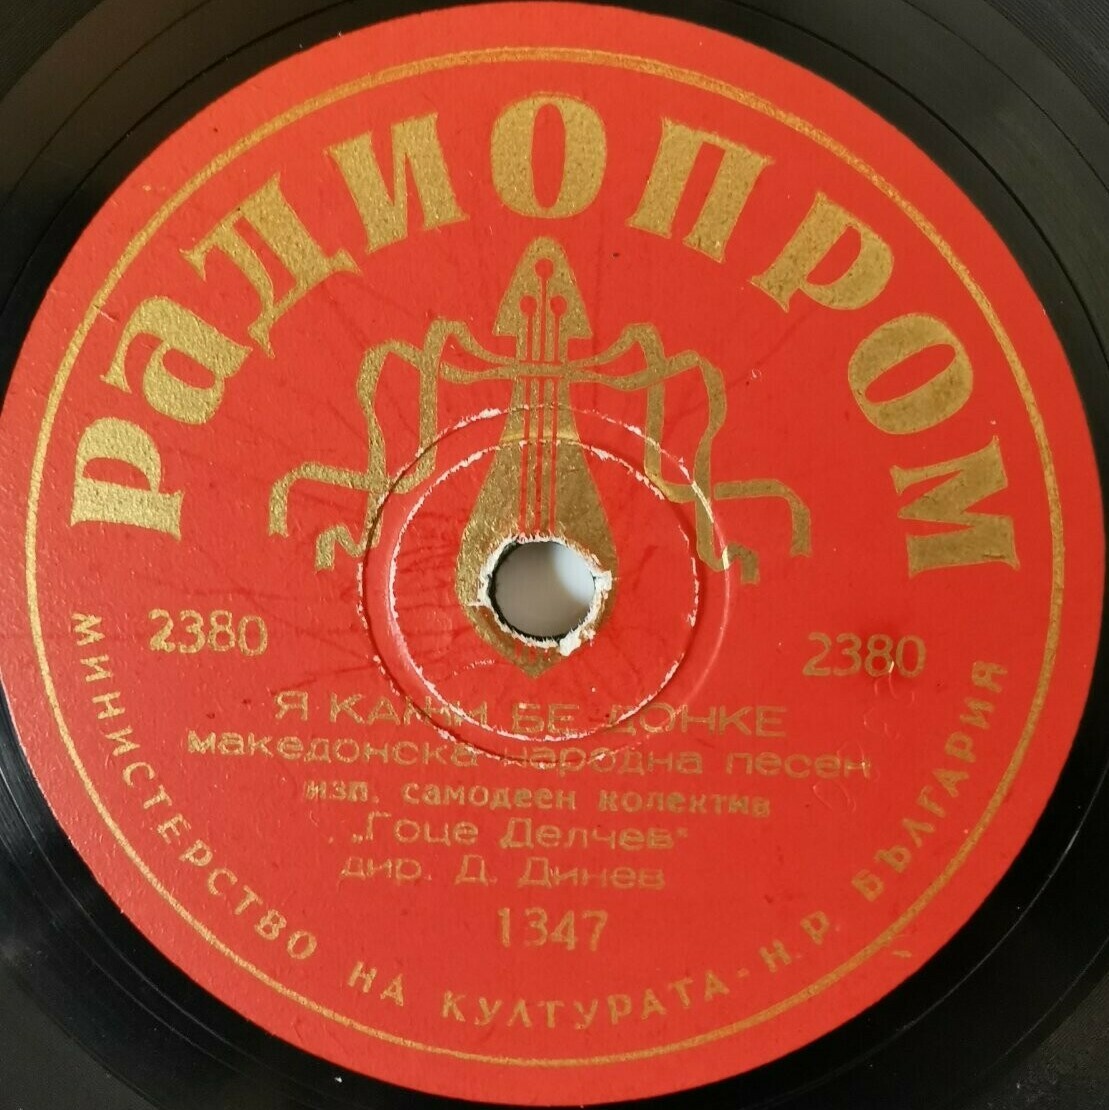 РАДИОПРОМ
2380
2380
Я КАЖИ БЕ ДОНКЕ
македонска народна песен
изп. самодеен колектив
„Гоце Делчев"
дир. Д. Динев
1347
МИНИСТЕРСТВО НА КУЛТУРАТА - Н.Р. БЪЛГАРИЯ